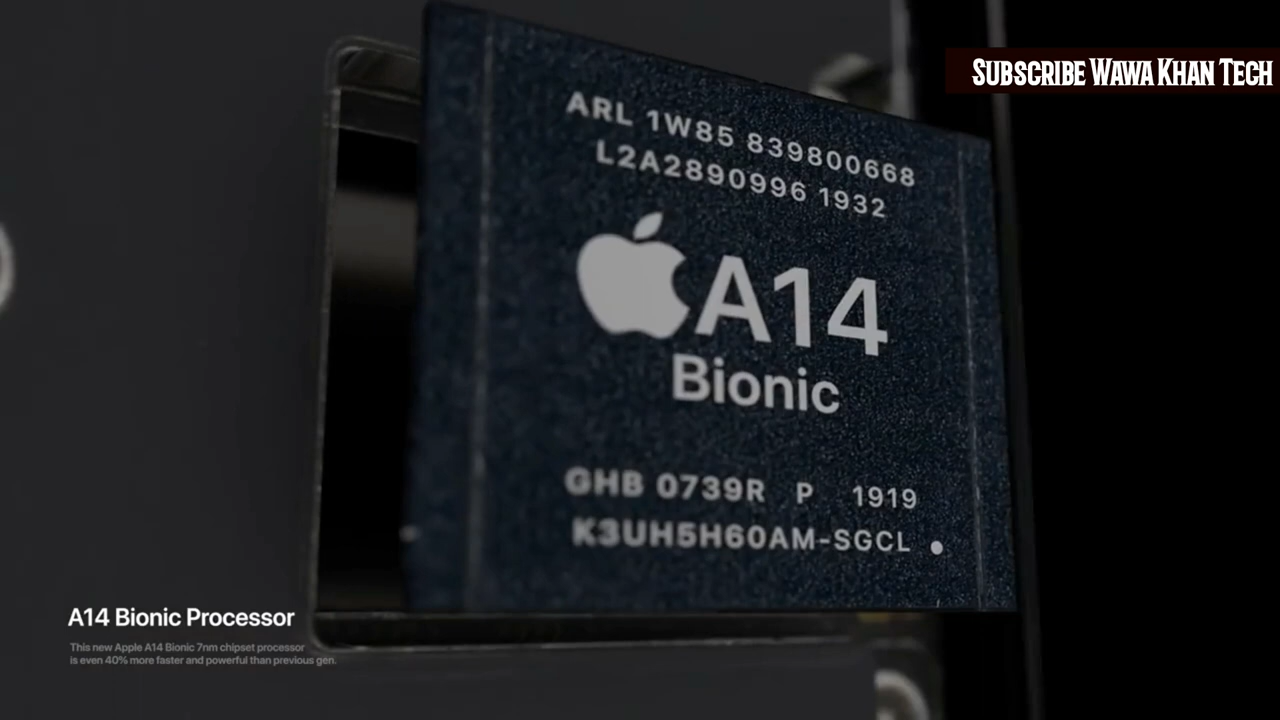 SUBSCRIBE WAWA KHAN TECH
ARL 1W85 839800668
L2A2890996 1932
A14
Bionic
GHB 0739R P 1919
K3UH5H60AM-SGCL
A14 Bionic Processor
This new Apple A14 Bionic 7nm chipset processor
is even 40% more faster and powerful than previous gen.